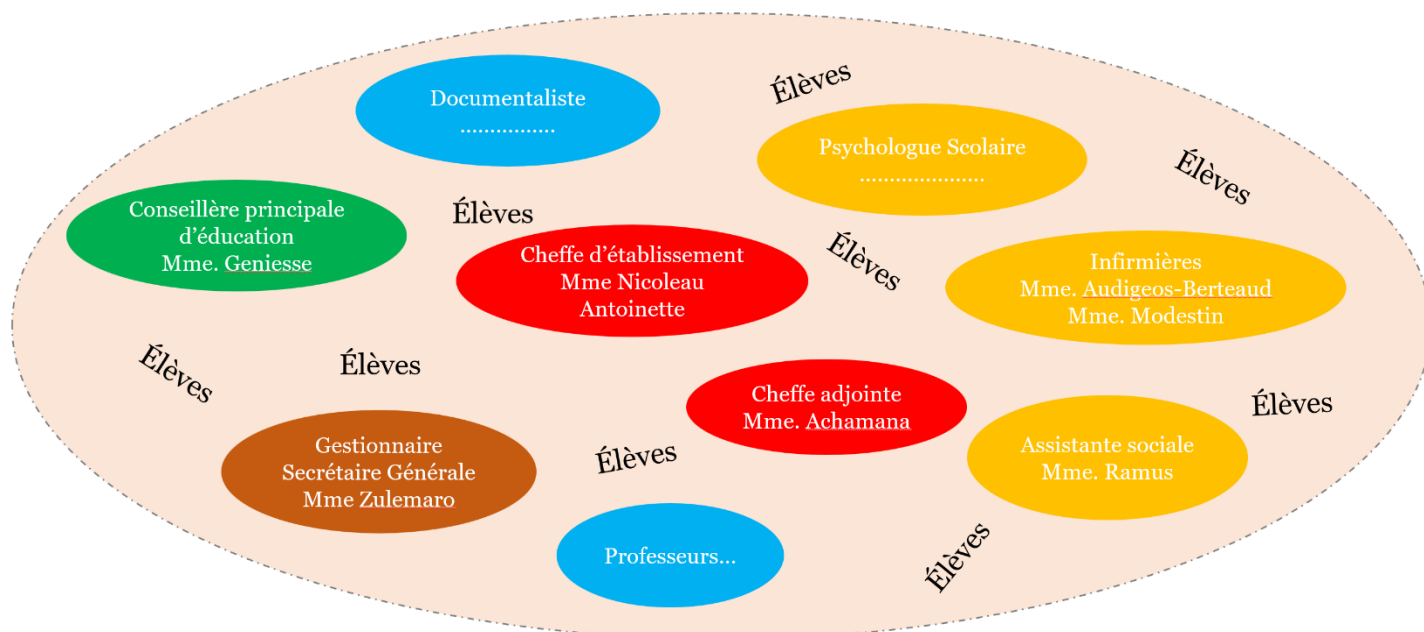 Documentaliste
................
Élèves
Psychologue Scolaire
.....................
Élèves
Conseillère principale
d’éducation
Mme. Geniesse
Élèves
Cheffe d’établissement
Mme Nicoleau
Antoinette
Élèves
Infirmières
Mme. Audigeos-Berteaud
Mme. Modestin
Élèves
Élèves
Cheffe adjointe
Mme. Achamana
Élèves
Gestionnaire
Secrétaire Générale
Mme Zulemaro
Élèves
Assistante sociale
Mme. Ramus
Professeurs...
Élèves